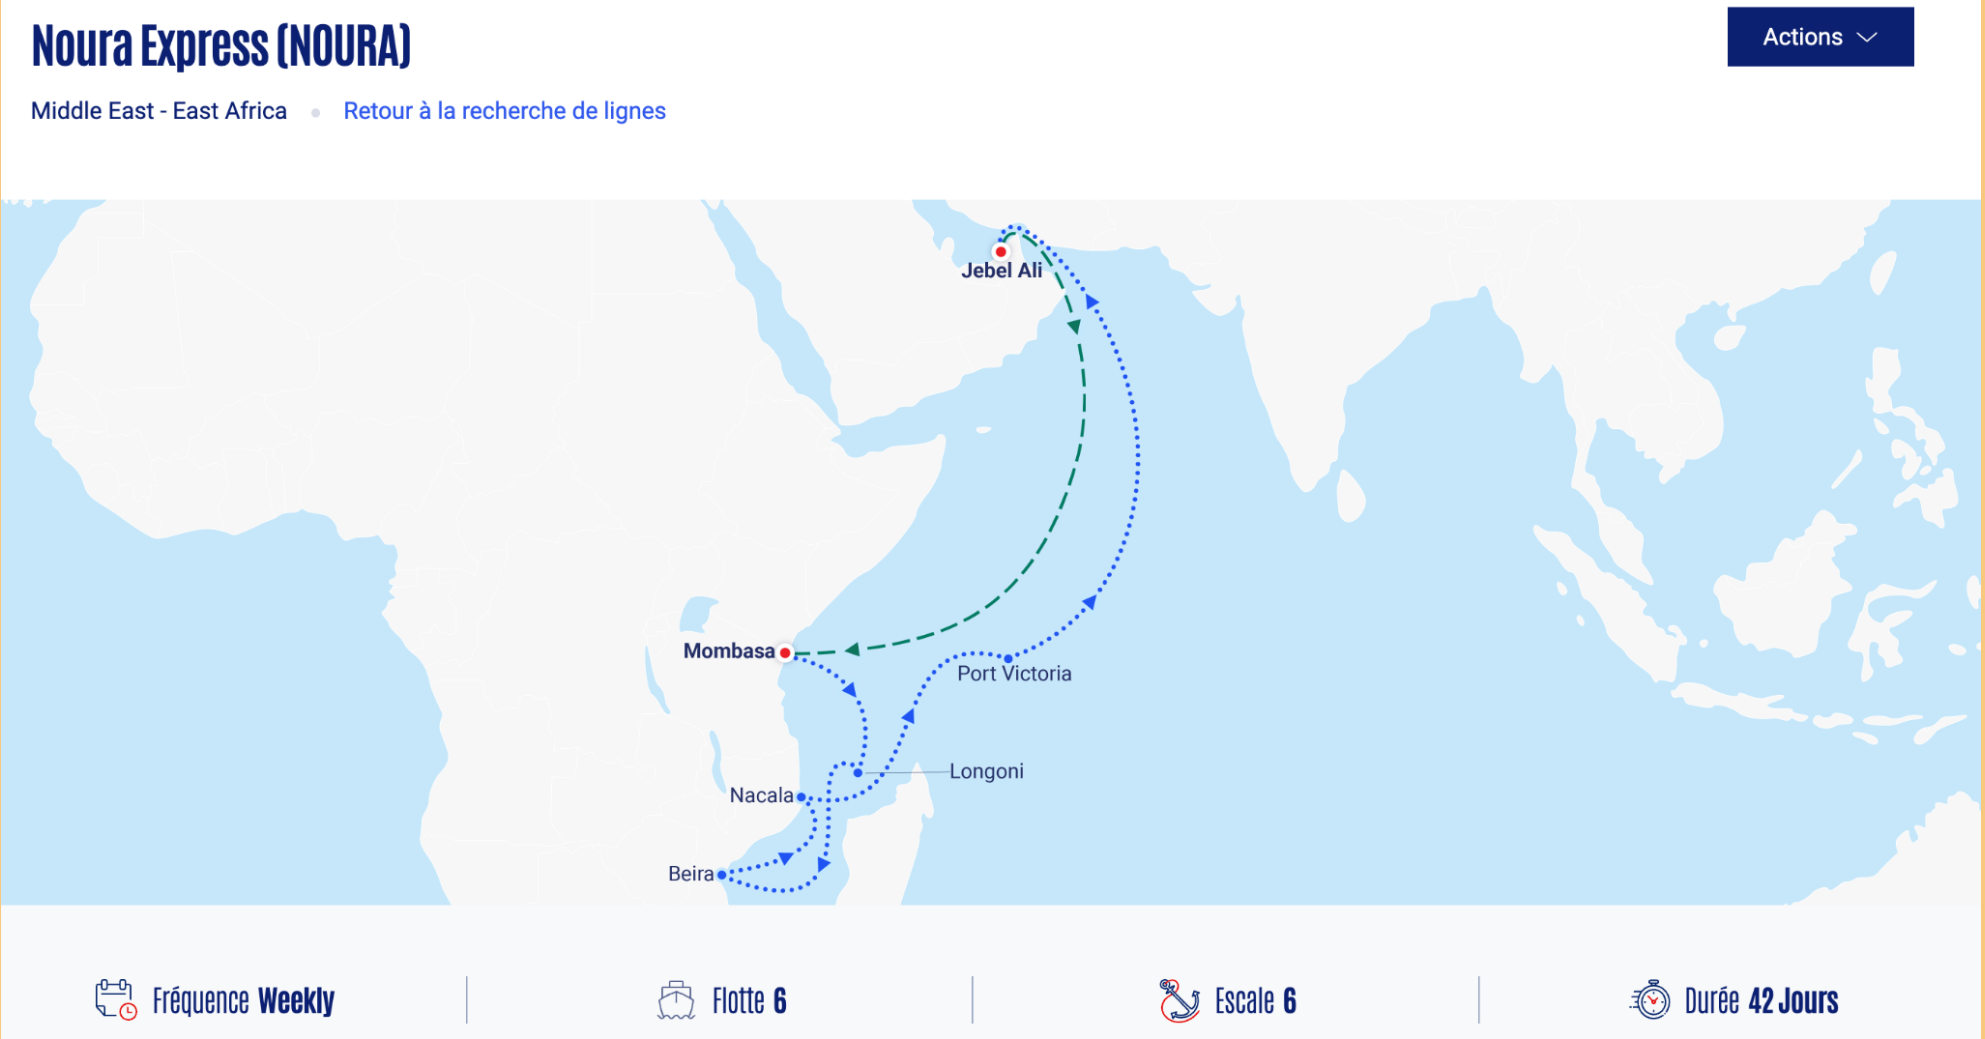 Noura Express (NOURA)
Actions
Middle East - East Africa • Retour à la recherche de lignes
Jebel Ali
Mombasa
Port Victoria
Longoni
Nacala
Beira
Fréquence Weekly
Flotte 6
Escale 6
Durée 42 Jours